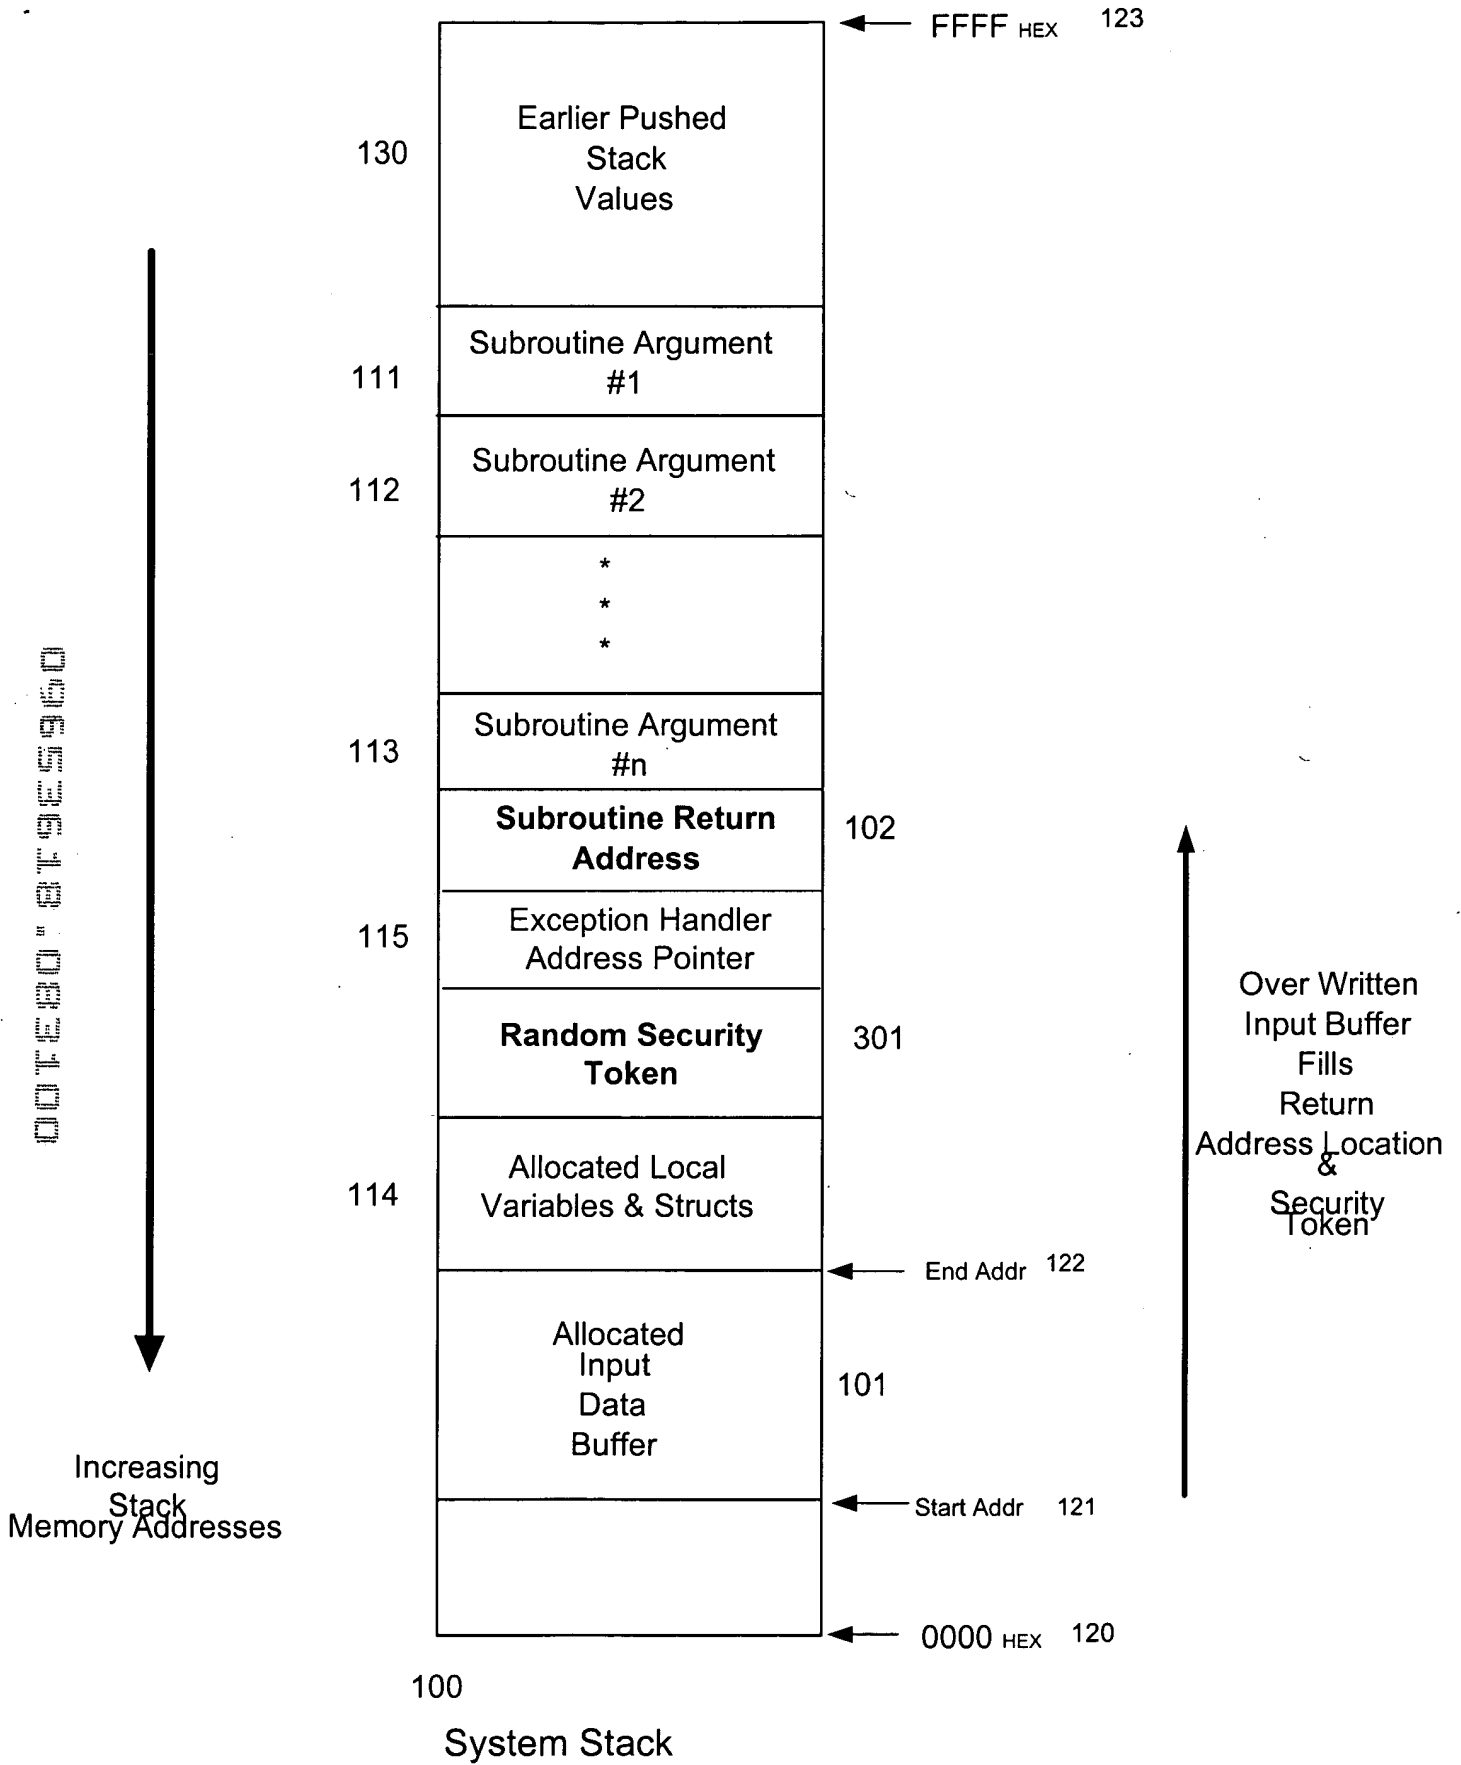 FFFF HEX 123
Earlier Pushed
Stack
Values
130
Subroutine Argument
#1
111
Subroutine Argument
#2
112
*
*
*
Subroutine Argument
#n
113
Subroutine Return
Address
102
Exception Handler
Address Pointer
115
Random Security
Token
301
Allocated Local
Variables & Structs
114
End Addr 122
Allocated
Input
Data
Buffer
101
Start Addr 121
0000 HEX 120
100
System Stack
Increasing
Stack
Memory Addresses
Over Written
Input Buffer
Fills
Return
Address Location
&
Security
Token